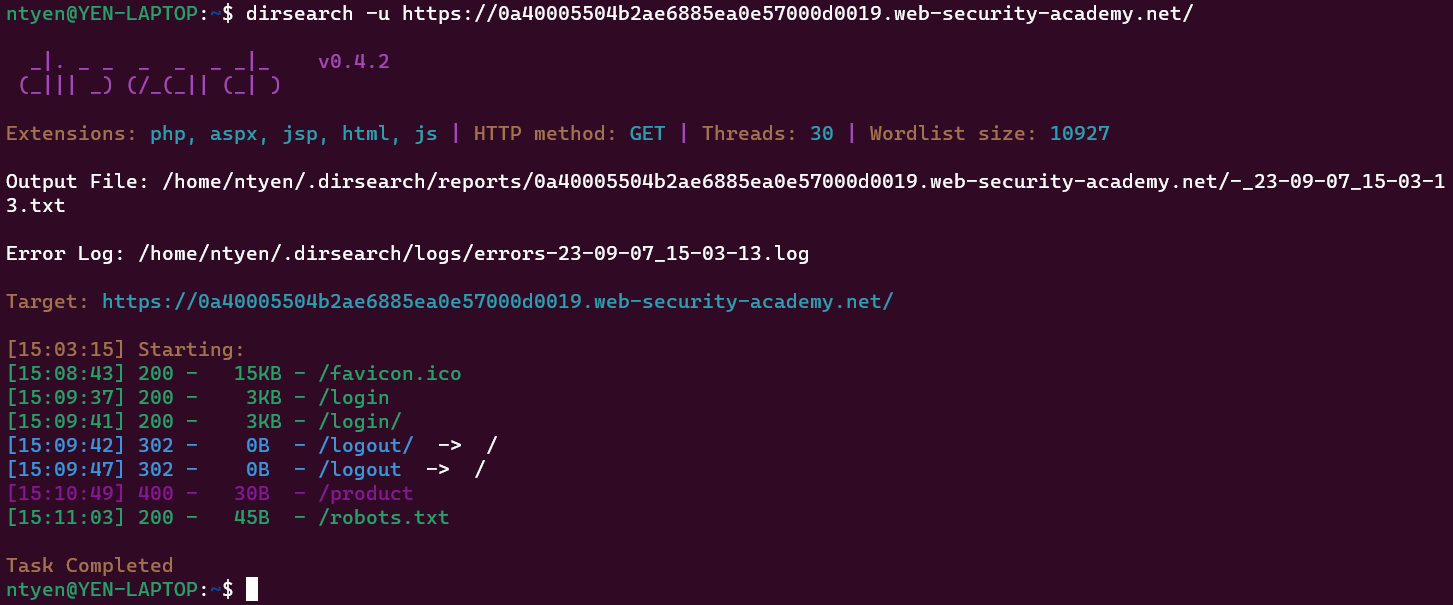 ntyen@YEN-LAPTOP:~$ dirsearch -u https://0a40005504b2ae6885ea0e57000d0019.web-security-academy.net/
  _|. _ _  _  _  _ _|_    v0.4.2
 (_||| _) (/_(_|| (_| )
Extensions: php, aspx, jsp, html, js | HTTP method: GET | Threads: 30 | Wordlist size: 10927
Output File: /home/ntyen/.dirsearch/reports/0a40005504b2ae6885ea0e57000d0019.web-security-academy.net/-_23-09-07_15-03-1
3.txt
Error Log: /home/ntyen/.dirsearch/logs/errors-23-09-07_15-03-13.log
Target: https://0a40005504b2ae6885ea0e57000d0019.web-security-academy.net/
[15:03:15] Starting:
[15:08:43] 200 -   15KB - /favicon.ico
[15:09:37] 200 -    3KB - /login
[15:09:41] 200 -    3KB - /login/
[15:09:42] 302 -    0B  - /logout/  ->  /
[15:09:47] 302 -    0B  - /logout  ->  /
[15:10:49] 400 -   30B  - /product
[15:11:03] 200 -   45B  - /robots.txt
Task Completed
ntyen@YEN-LAPTOP:~$